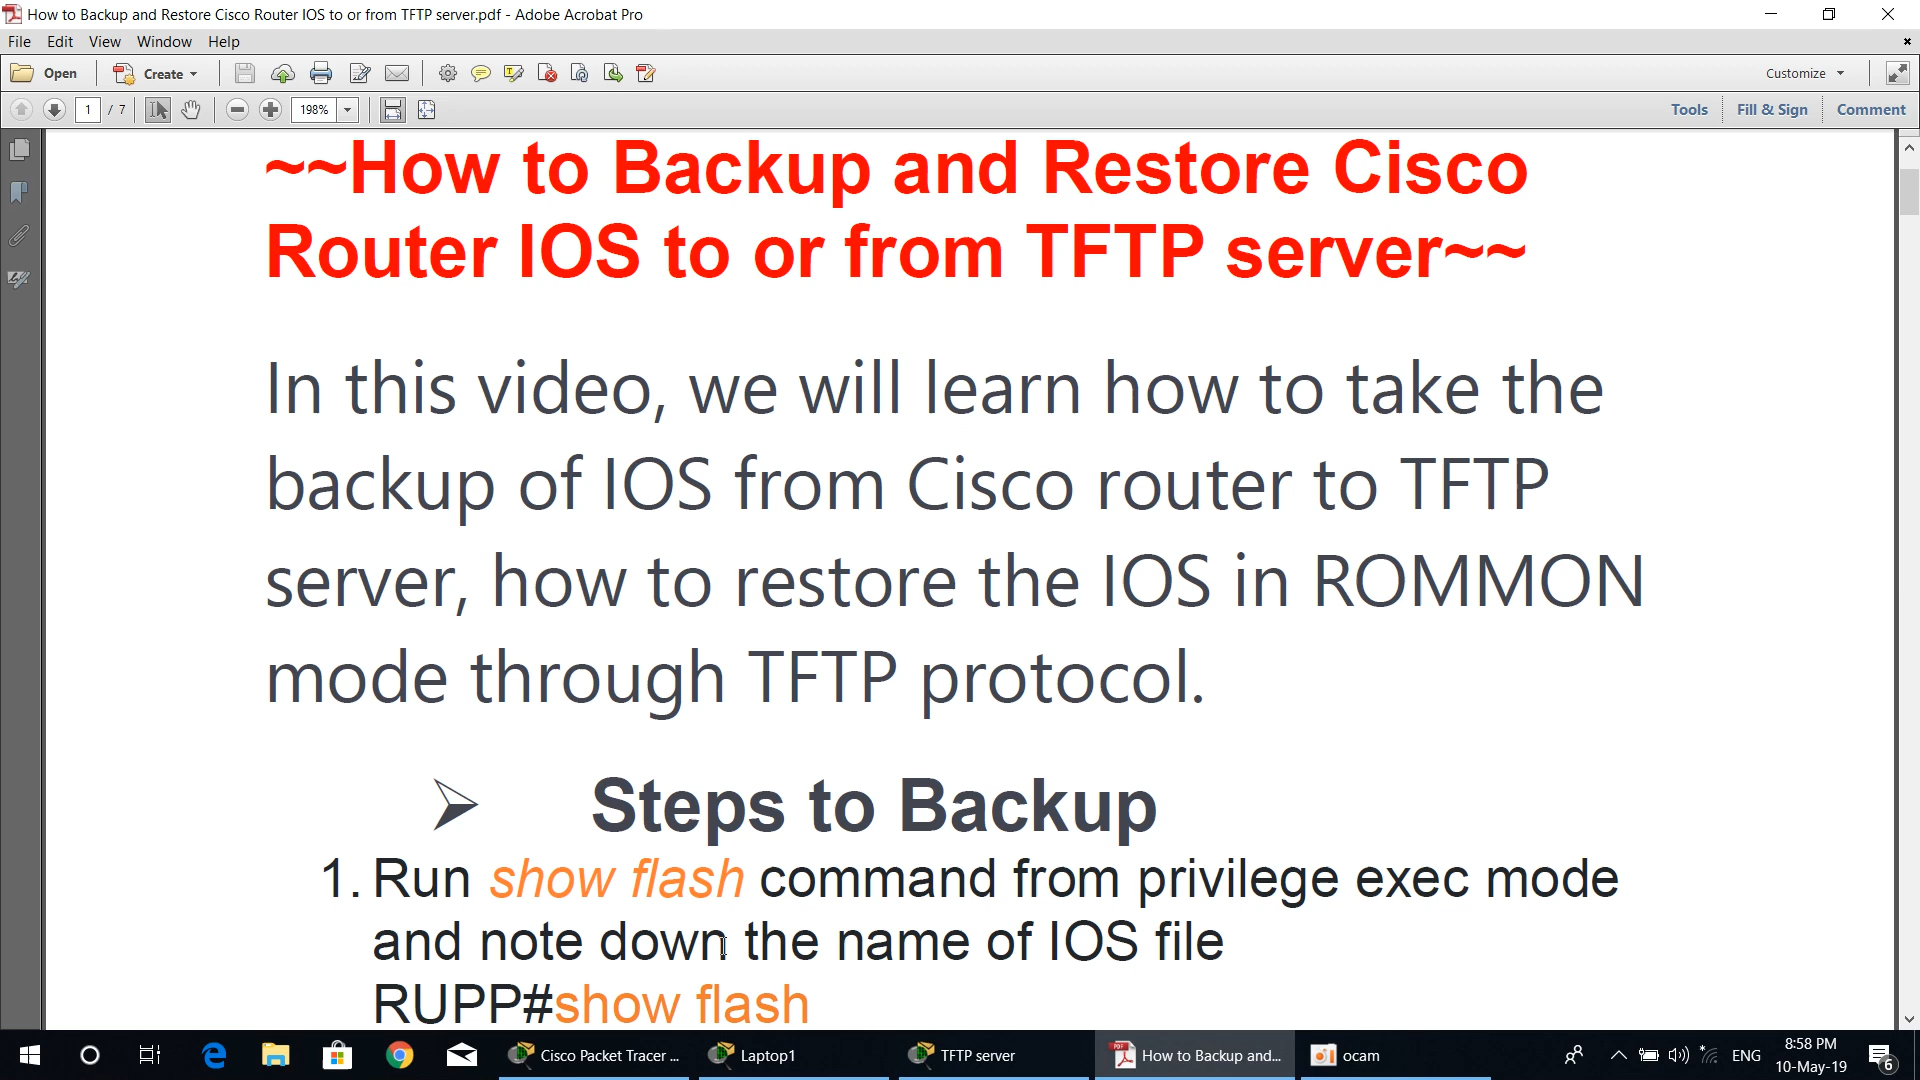 How to Backup and Restore Cisco Router IOS to or from TFTP server.pdf - Adobe Acrobat Pro
File Edit View Window Help
Open Create Customize
1 / 7 198% Tools Fill & Sign Comment
~~How to Backup and Restore Cisco
Router IOS to or from TFTP server~~
In this video, we will learn how to take the
backup of IOS from Cisco router to TFTP
server, how to restore the IOS in ROMMON
mode through TFTP protocol.
➢ Steps to Backup
1. Run show flash command from privilege exec mode
and note down the name of IOS file
RUPP#show flash
Cisco Packet Tracer ... Laptop1 TFTP server How to Backup and... ocam ENG 8:58 PM
10-May-19 6